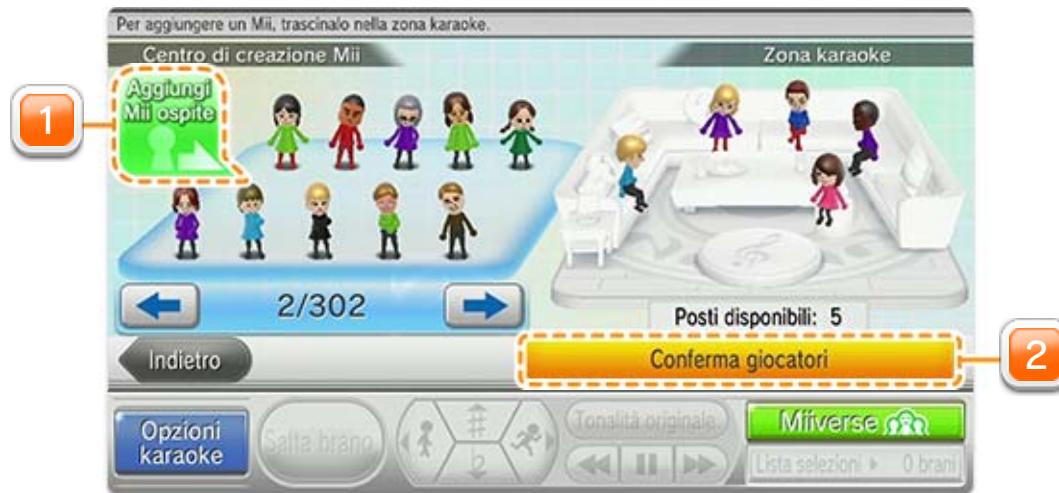 Per aggiungere un Mii, trascinalo nella zona karaoke.
Centro di creazione Mii
Zona karaoke
Aggiungi
Mii ospite
1
2/302
Posti disponibili: 5
Indietro
Conferma giocatori
2
Opzioni
karaoke
Salta brano
Tonalità originale
Miiverse
Lista selezioni
0 brani